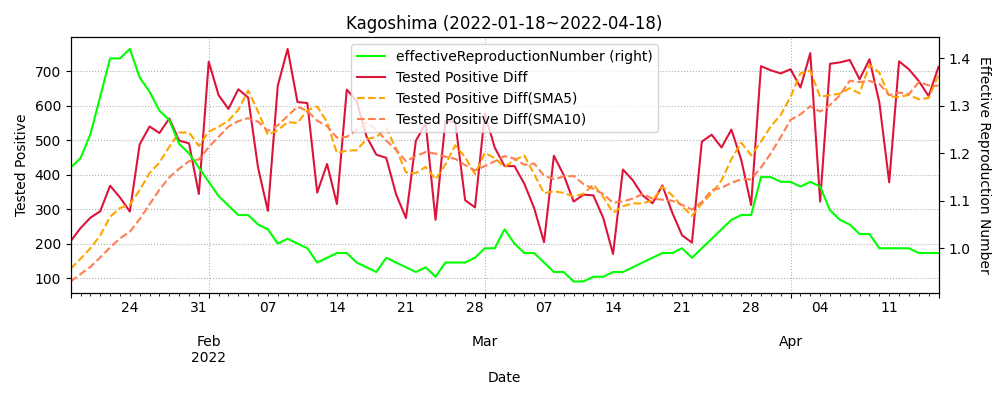 Kagoshima (2022-01-18~2022-04-18)
effectiveReproductionNumber (right)
Tested Positive Diff
Tested Positive Diff(SMA5)
Tested Positive Diff(SMA10)
Tested Positive
700
600
500
400
300
200
100
1.4
1.3
1.2
1.1
1.0
Effective Reproduction Number
24 31 07 14 21 07 14 21 28 04 11
Feb Mar Apr
2022
Date